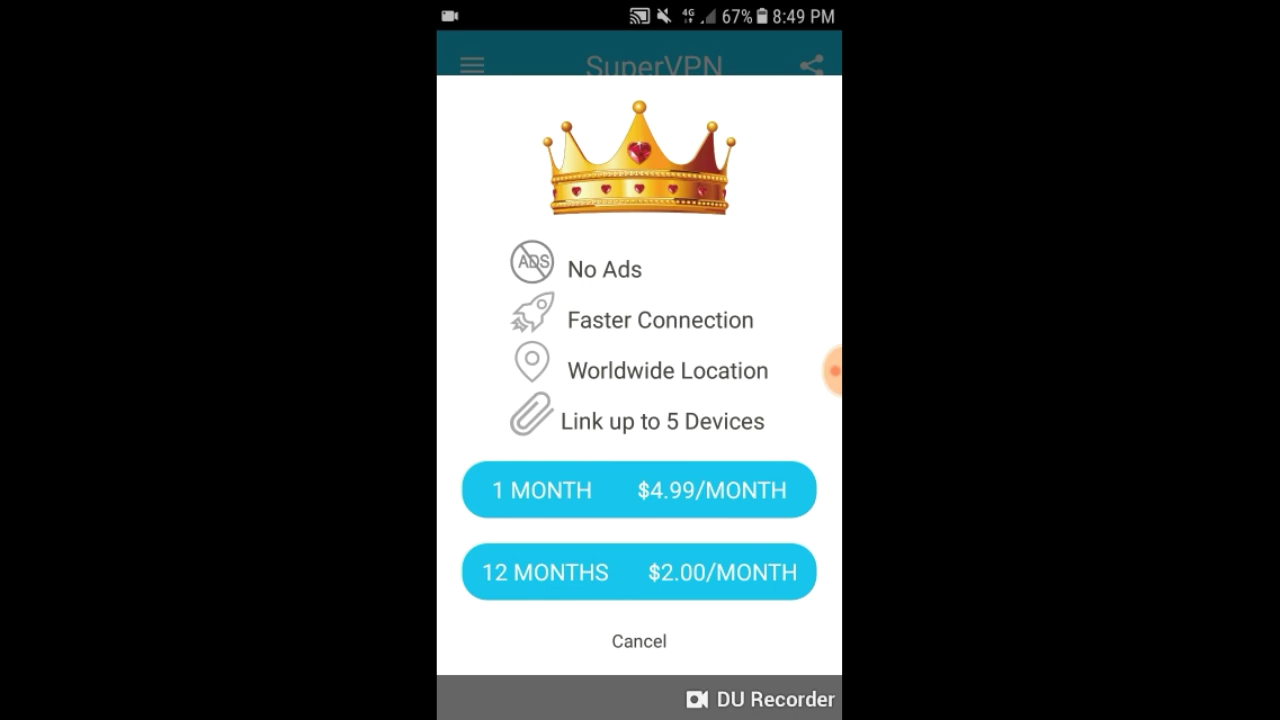 4G 67% 8:49 PM
SuperVPN
ADS No Ads
Faster Connection
Worldwide Location
Link up to 5 Devices
1 MONTH $4.99/MONTH
12 MONTHS $2.00/MONTH
Cancel
DU Recorder